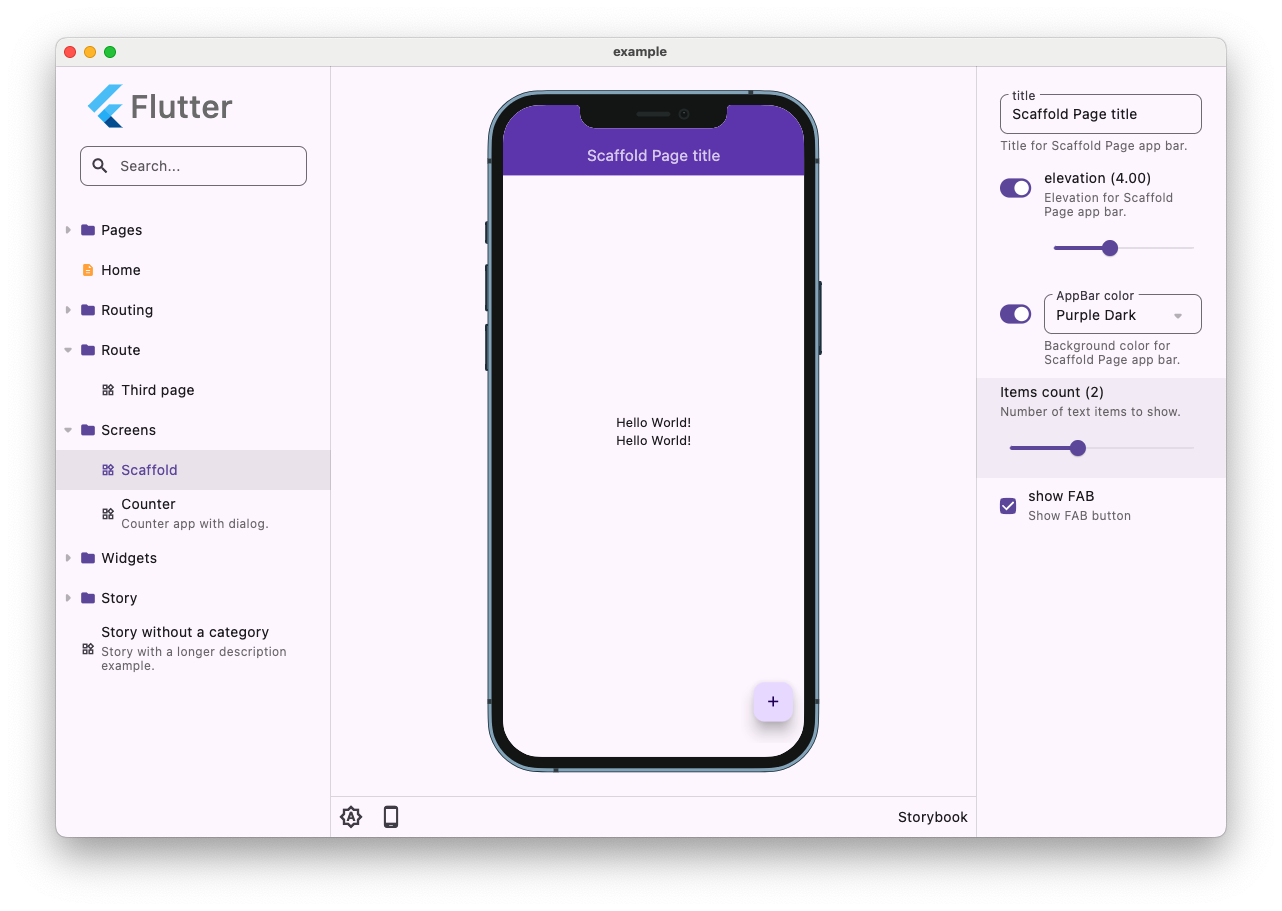 example
Flutter
Search...
Pages
Home
Routing
Route
Third page
Screens
Scaffold
Counter
Counter app with dialog.
Widgets
Story
Story without a category
Story with a longer description
example.
Scaffold Page title
Hello World!
Hello World!
+
A
Storybook
title
Scaffold Page title
Title for Scaffold Page app bar.
elevation (4.00)
Elevation for Scaffold
Page app bar.
AppBar color
Purple Dark
Background color for
Scaffold Page app bar.
Items count (2)
Number of text items to show.
show FAB
Show FAB button